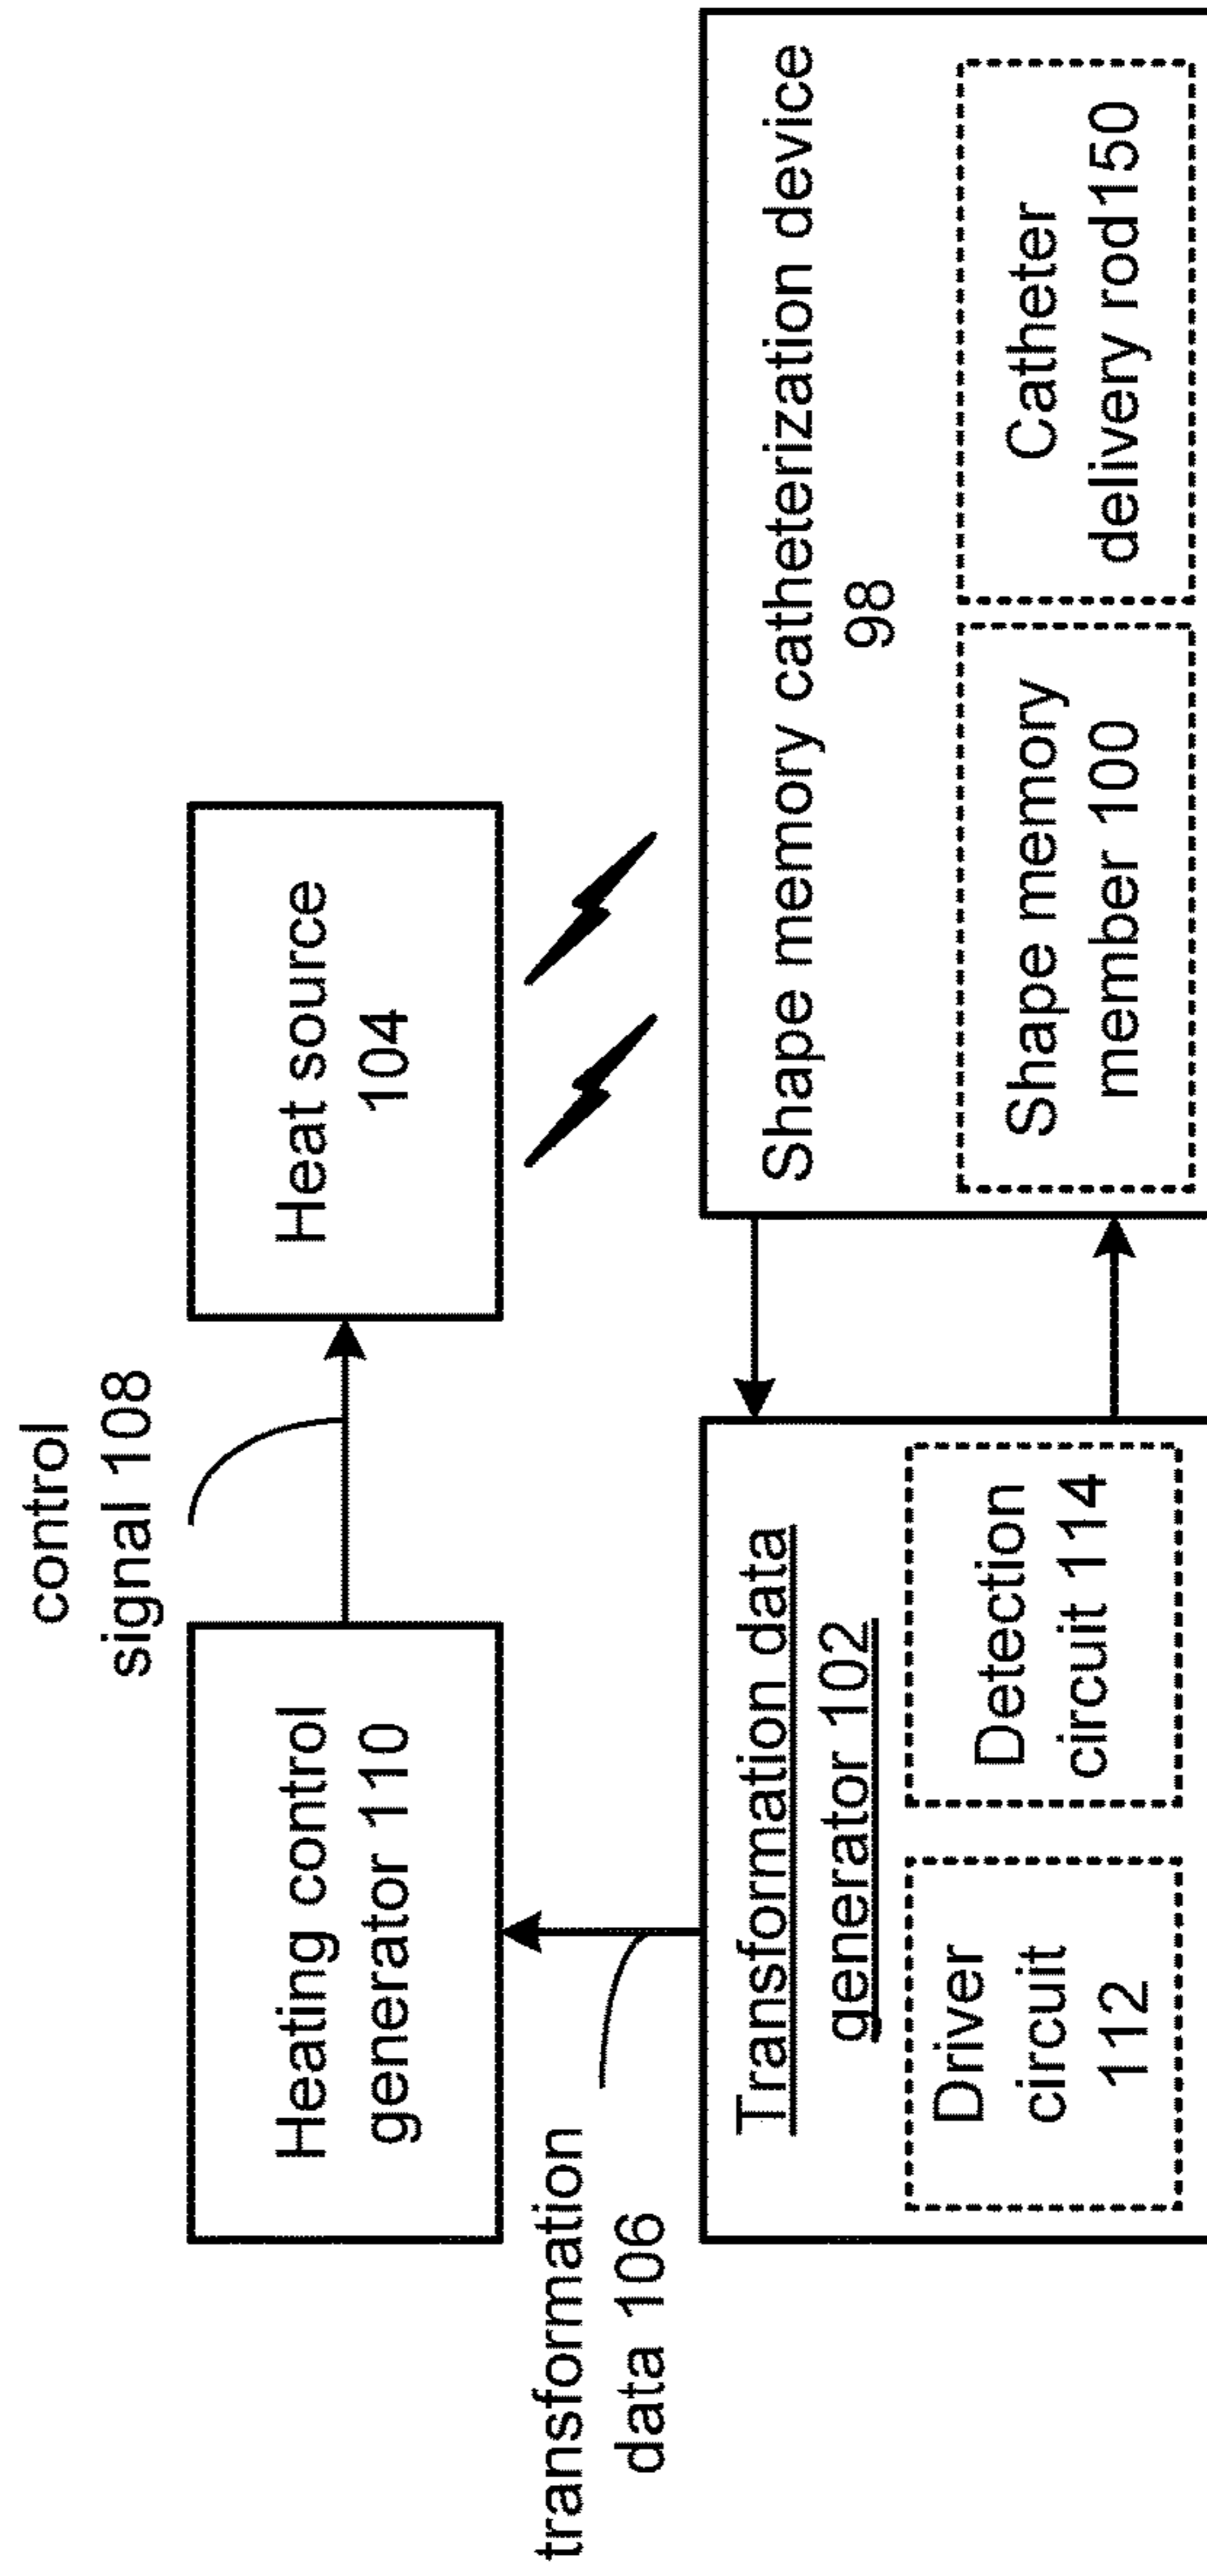 control
signal 108
Heating control
generator 110
Heat source
104
transformation
data 106
Transformation data
generator 102
Driver
circuit
112
Detection
circuit 114
Shape memory catheterization device
98
Shape memory
member 100
Catheter
delivery rod150